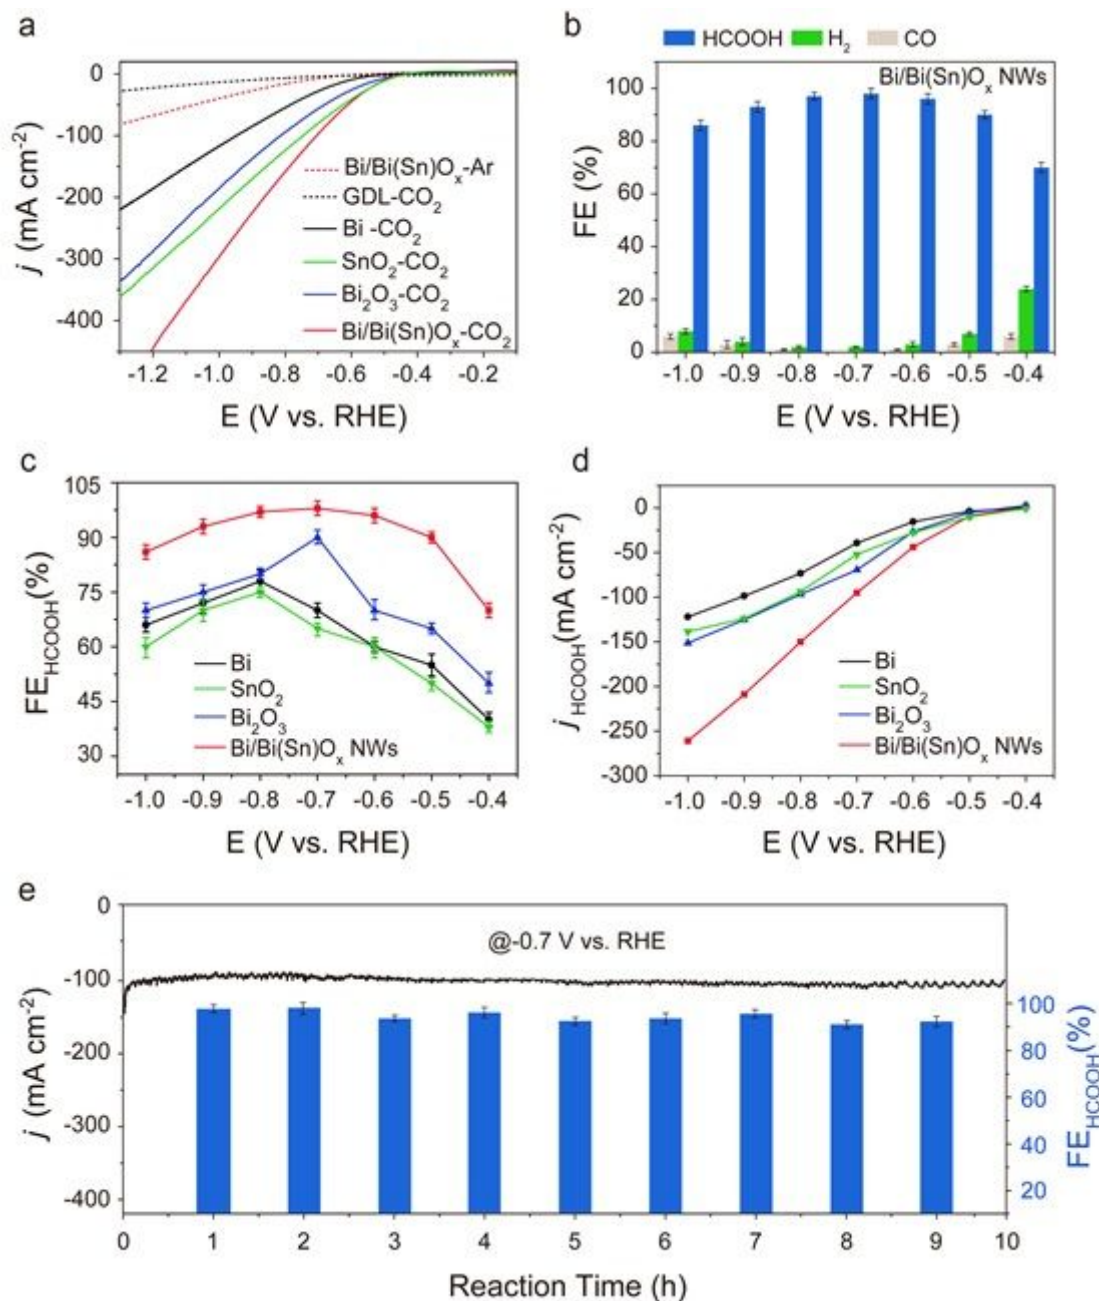 a
0
-100
-200
-300
-400
j (mA cm⁻²)
Bi/Bi(Sn)Oₓ-Ar
GDL-CO₂
Bi -CO₂
SnO₂-CO₂
Bi₂O₃-CO₂
Bi/Bi(Sn)Oₓ-CO₂
-1.2 -1.0 -0.8 -0.6 -0.4 -0.2
E (V vs. RHE)
b
HCOOH H₂ CO
Bi/Bi(Sn)Oₓ NWs
100
80
60
40
20
0
FE (%)
-1.0 -0.9 -0.8 -0.7 -0.6 -0.5 -0.4
E (V vs. RHE)
c
105
90
75
60
45
30
FE_HCOOH(%)
Bi
SnO₂
Bi₂O₃
Bi/Bi(Sn)Oₓ NWs
-1.0 -0.9 -0.8 -0.7 -0.6 -0.5 -0.4
E (V vs. RHE)
d
0
-50
-100
-150
-200
-250
-300
j_HCOOH(mA cm⁻²)
Bi
SnO₂
Bi₂O₃
Bi/Bi(Sn)Oₓ NWs
-1.0 -0.9 -0.8 -0.7 -0.6 -0.5 -0.4
E (V vs. RHE)
e
0
-100
-200
-300
-400
j (mA cm⁻²)
@-0.7 V vs. RHE
100
80
60
40
20
FE_HCOOH(%)
0 1 2 3 4 5 6 7 8 9 10
Reaction Time (h)